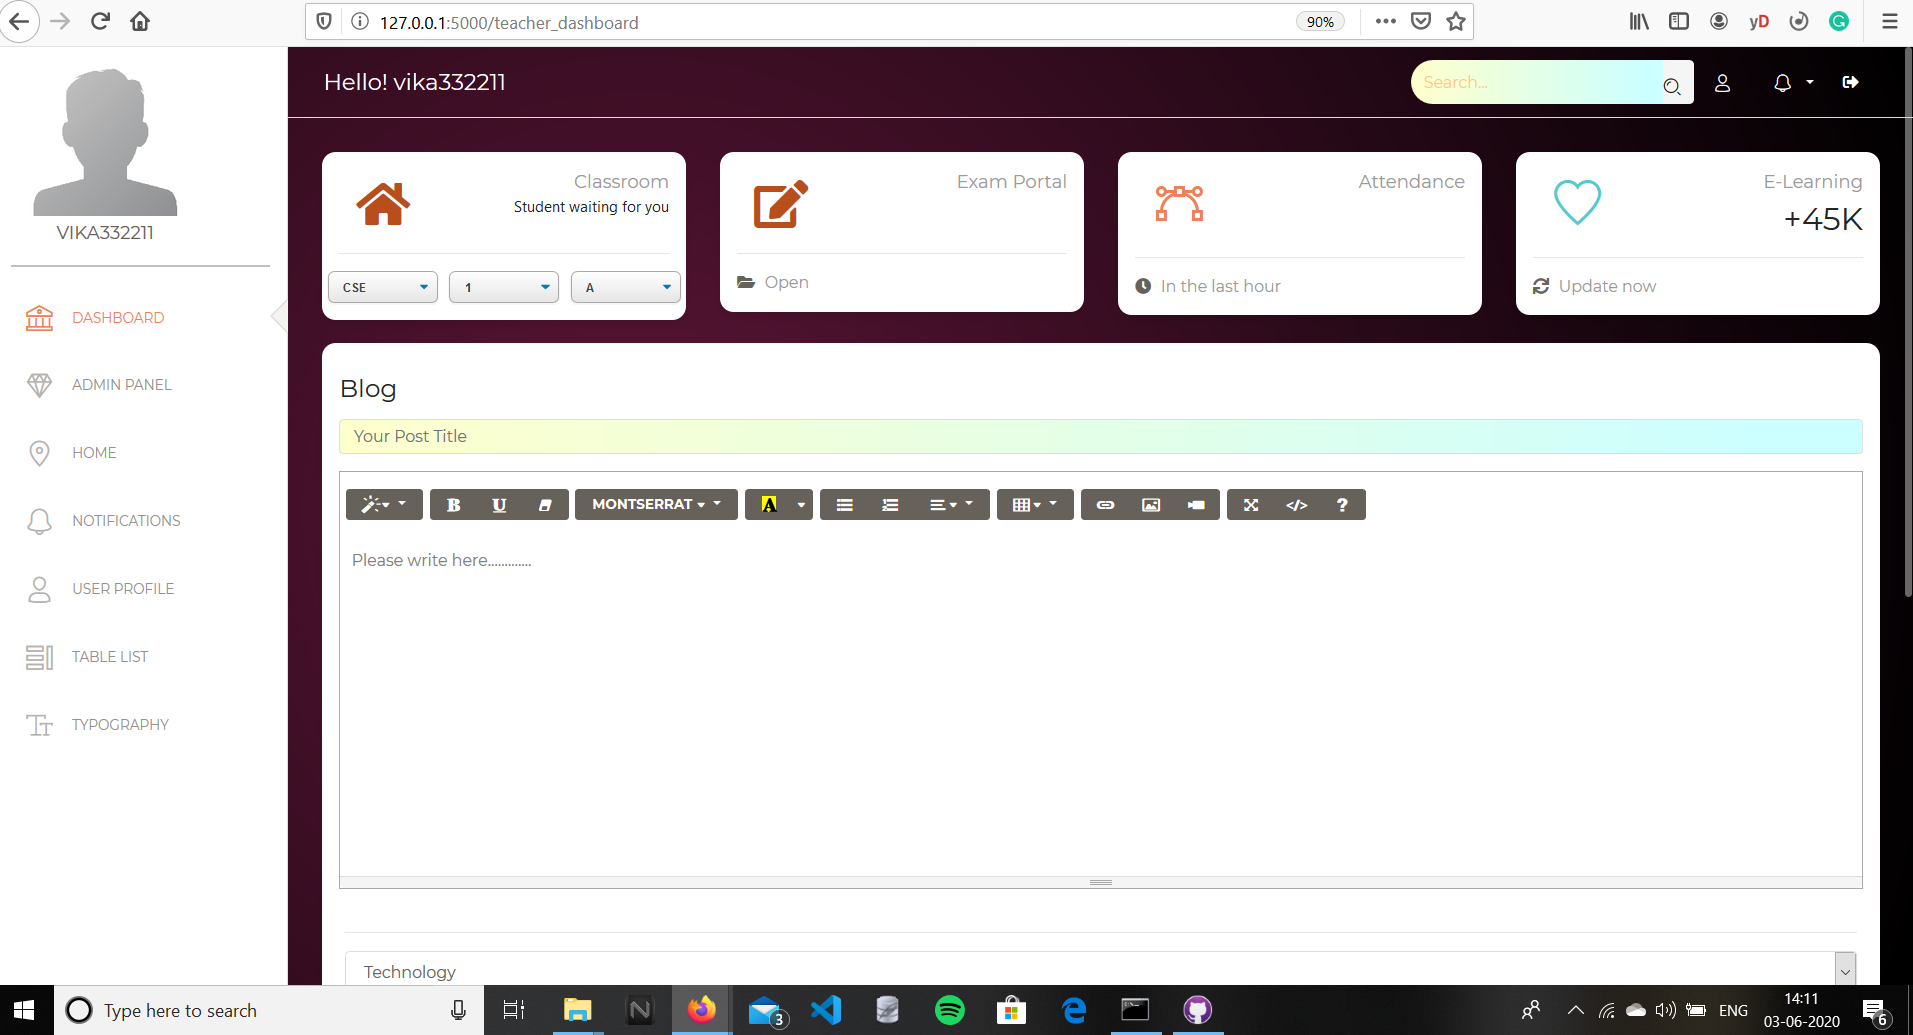 127.0.0.1:5000/teacher_dashboard
90%
yD
VIKA332211
DASHBOARD
ADMIN PANEL
HOME
NOTIFICATIONS
USER PROFILE
TABLE LIST
TYPOGRAPHY
Hello! vika332211
Search...
Classroom
Student waiting for you
CSE
1
A
Exam Portal
Open
Attendance
In the last hour
E-Learning
+45K
Update now
Blog
Your Post Title
B U MONTSERRAT A </> ?
Please write here.............
Technology
Type here to search
3
ENG
14:11
03-06-2020
6